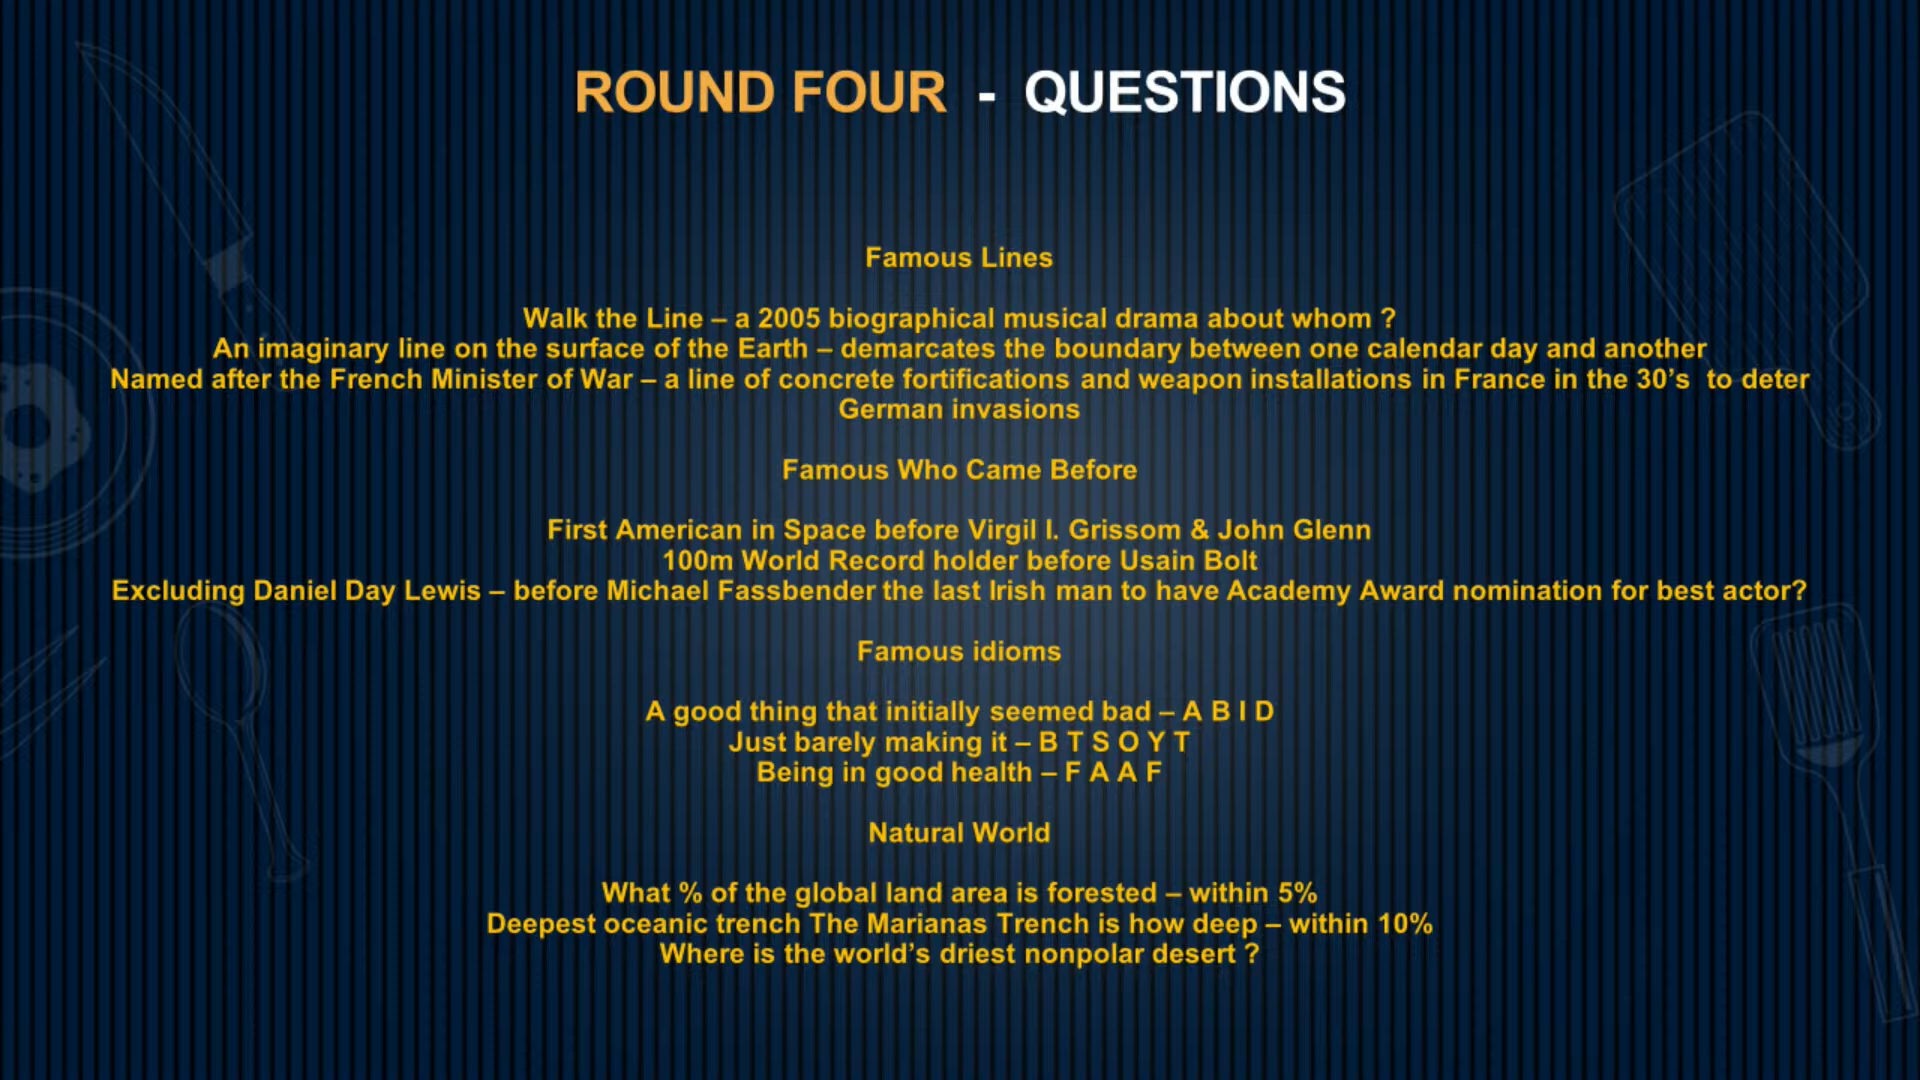 ROUND FOUR - QUESTIONS
Famous Lines
Walk the Line – a 2005 biographical musical drama about whom ?
An imaginary line on the surface of the Earth – demarcates the boundary between one calendar day and another
Named after the French Minister of War – a line of concrete fortifications and weapon installations in France in the 30’s to deter
German invasions
Famous Who Came Before
First American in Space before Virgil I. Grissom & John Glenn
100m World Record holder before Usain Bolt
Excluding Daniel Day Lewis – before Michael Fassbender the last Irish man to have Academy Award nomination for best actor?
Famous idioms
A good thing that initially seemed bad – A B I D
Just barely making it – B T S O Y T
Being in good health – F A A F
Natural World
What % of the global land area is forested – within 5%
Deepest oceanic trench The Marianas Trench is how deep – within 10%
Where is the world’s driest nonpolar desert ?